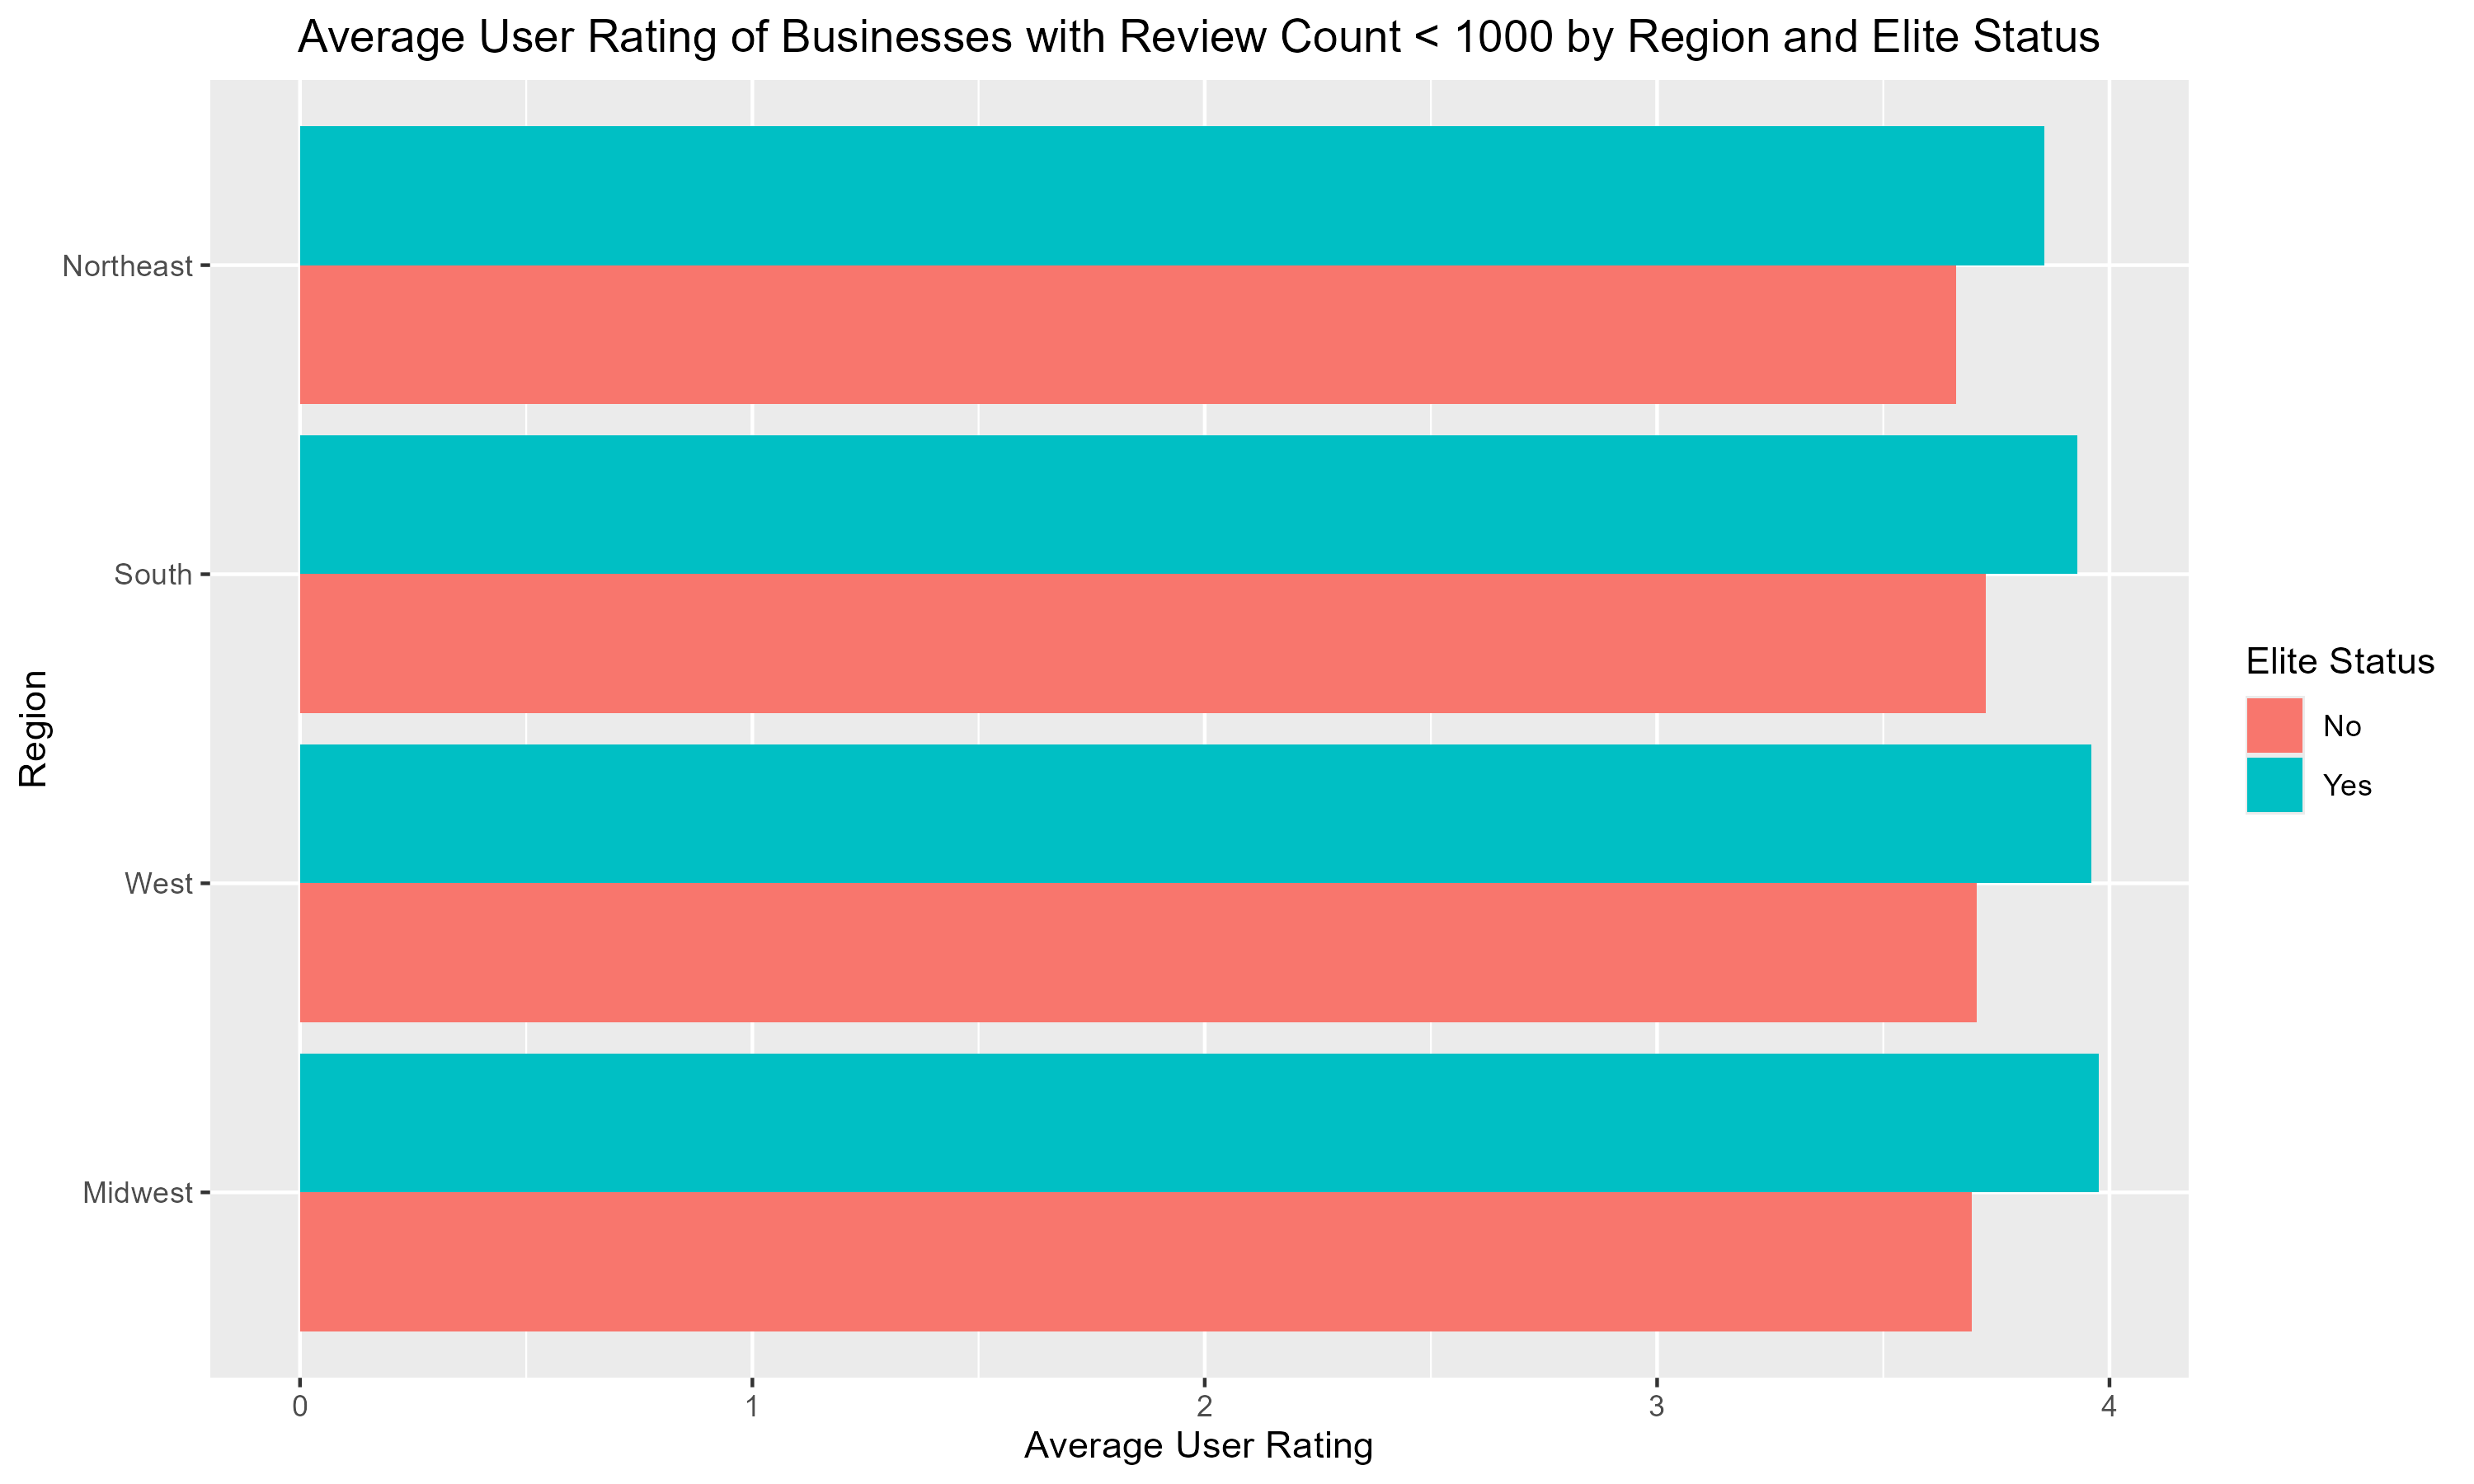 Average User Rating of Businesses with Review Count < 1000 by Region and Elite Status
Region
Northeast
South
West
Midwest
0 1 2 3 4
Average User Rating
Elite Status
No
Yes